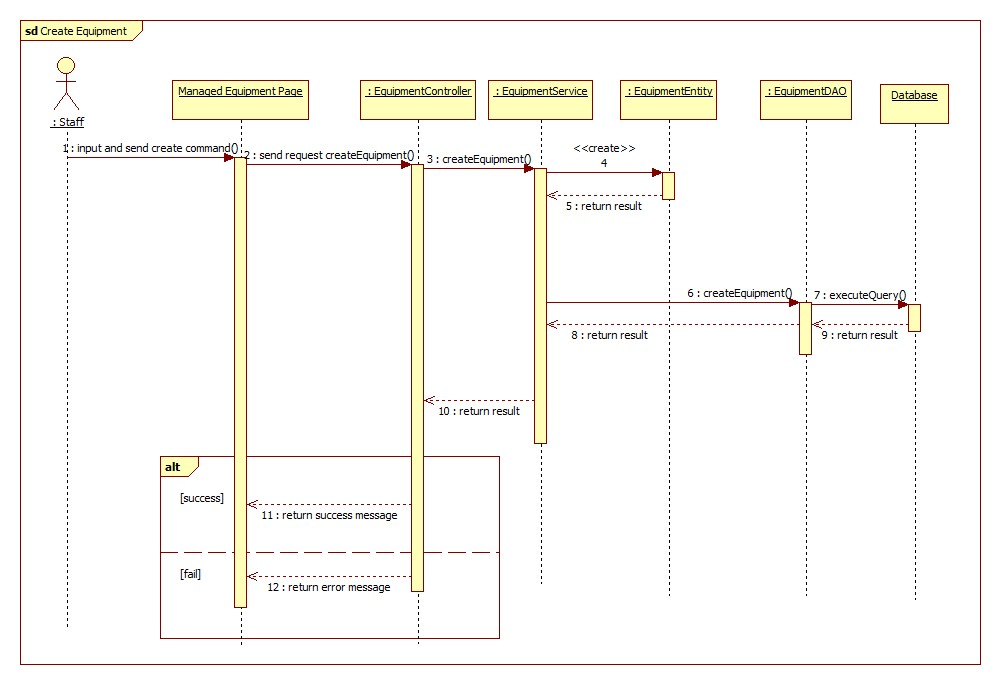 sd Create Equipment
: Staff
Managed Equipment Page
: EquipmentController
: EquipmentService
: EquipmentEntity
: EquipmentDAO
Database
1 : input and send create command()
2 : send request createEquipment()
3 : createEquipment()
<<create>>
4
5 : return result
6 : createEquipment()
7 : executeQuery()
8 : return result
9 : return result
10 : return result
alt
[success]
11 : return success message
[fail]
12 : return error message